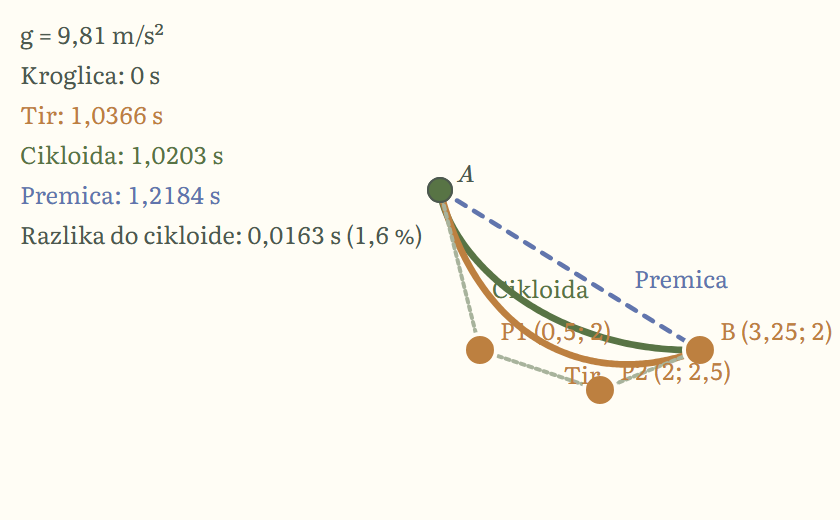 g = 9,81 m/s²
Kroglica: 0 s
Tir: 1,0366 s
Cikloida: 1,0203 s
Premica: 1,2184 s
Razlika do cikloide: 0,0163 s (1,6 %)
A
Cikloida
Premica
P1 (0,5; 2)
B (3,25; 2)
Tir
P2 (2; 2,5)